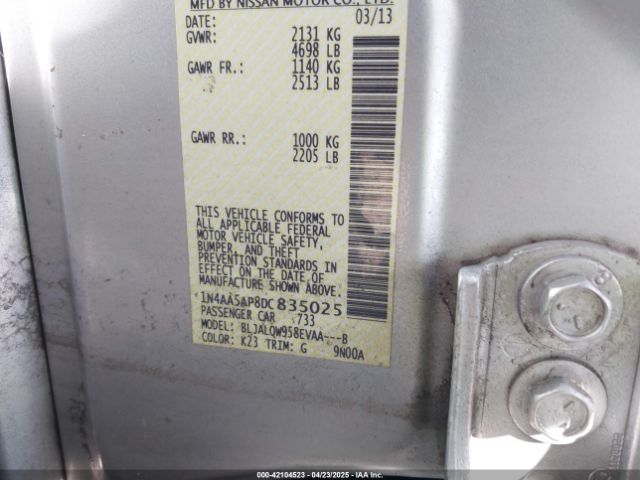 MFD BY NISSAN MOTOR CO., LTD.
DATE: 03/13
GVWR: 2131 KG
4698 LB
GAWR FR.: 1140 KG
2513 LB
GAWR RR.: 1000 KG
2205 LB
THIS VEHICLE CONFORMS TO
ALL APPLICABLE FEDERAL
MOTOR VEHICLE SAFETY,
BUMPER, AND THEFT
PREVENTION STANDARDS IN
EFFECT ON THE DATE OF
MANUFACTURE SHOWN ABOVE.
1N4AA5AP8DC835025
PASSENGER CAR 733
MODEL: BLJALQW958EVAA---B
COLOR: K23 TRIM: G 9N00A
000-42104523 - 04/23/2025 - IAAI.COM